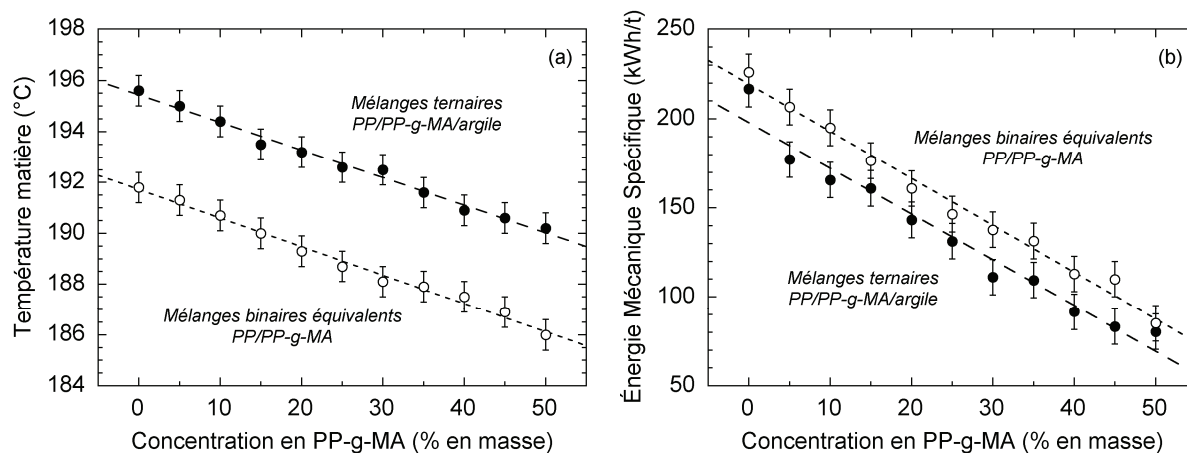 198
196
194
192
190
188
186
184
Température matière (°C)
(a)
Mélanges ternaires
PP/PP-g-MA/argile
Mélanges binaires équivalents
PP/PP-g-MA
0 10 20 30 40 50
Concentration en PP-g-MA (% en masse)
250
200
150
100
50
Énergie Mécanique Spécifique (kWh/t)
(b)
Mélanges binaires équivalents
PP/PP-g-MA
Mélanges ternaires
PP/PP-g-MA/argile
0 10 20 30 40 50
Concentration en PP-g-MA (% en masse)